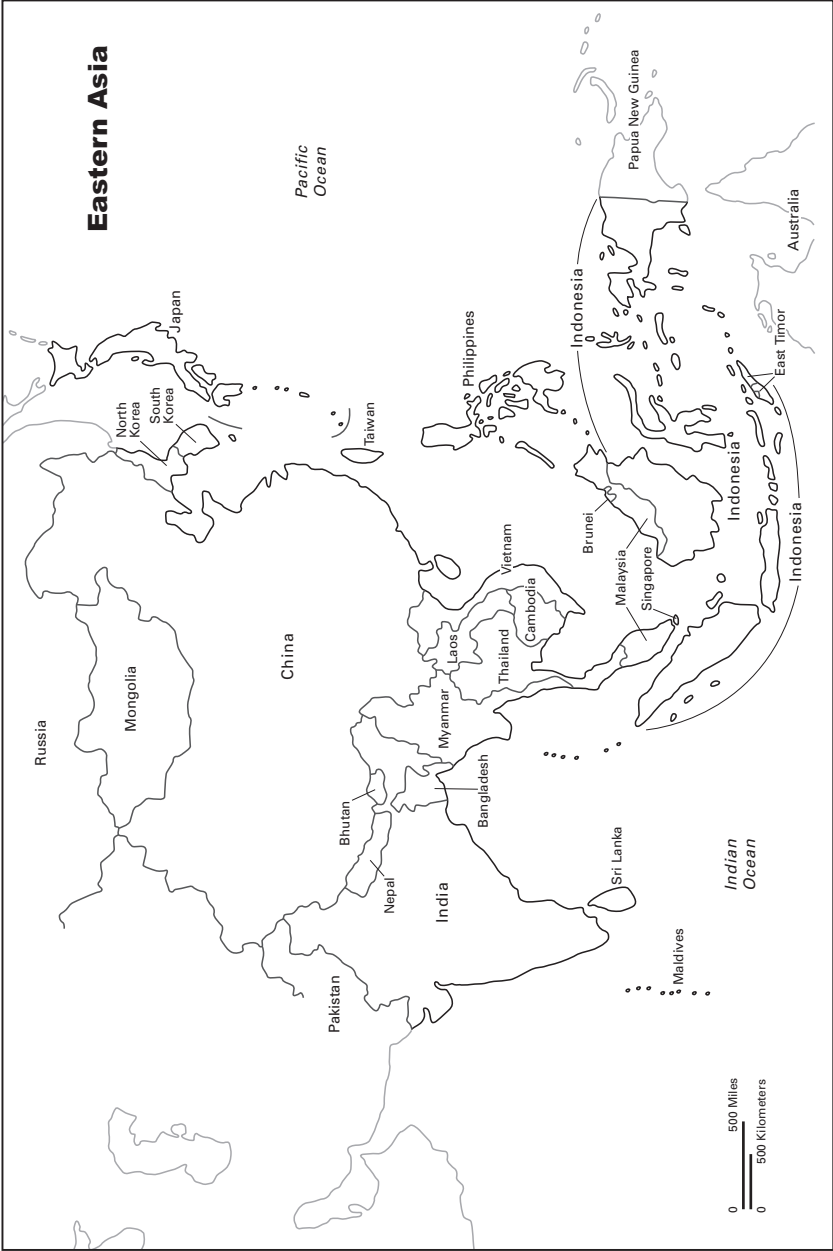 Eastern Asia
Russia
Mongolia
North
Korea
South
Korea
Japan
Pacific
Ocean
China
Taiwan
Pakistan
Nepal
Bhutan
India
Bangladesh
Myanmar
Laos
Thailand
Vietnam
Cambodia
Philippines
Sri Lanka
Maldives
Indian
Ocean
Brunei
Malaysia
Singapore
Indonesia
Indonesia
Indonesia
Papua New Guinea
East Timor
Australia
0 500 Miles
0 500 Kilometers